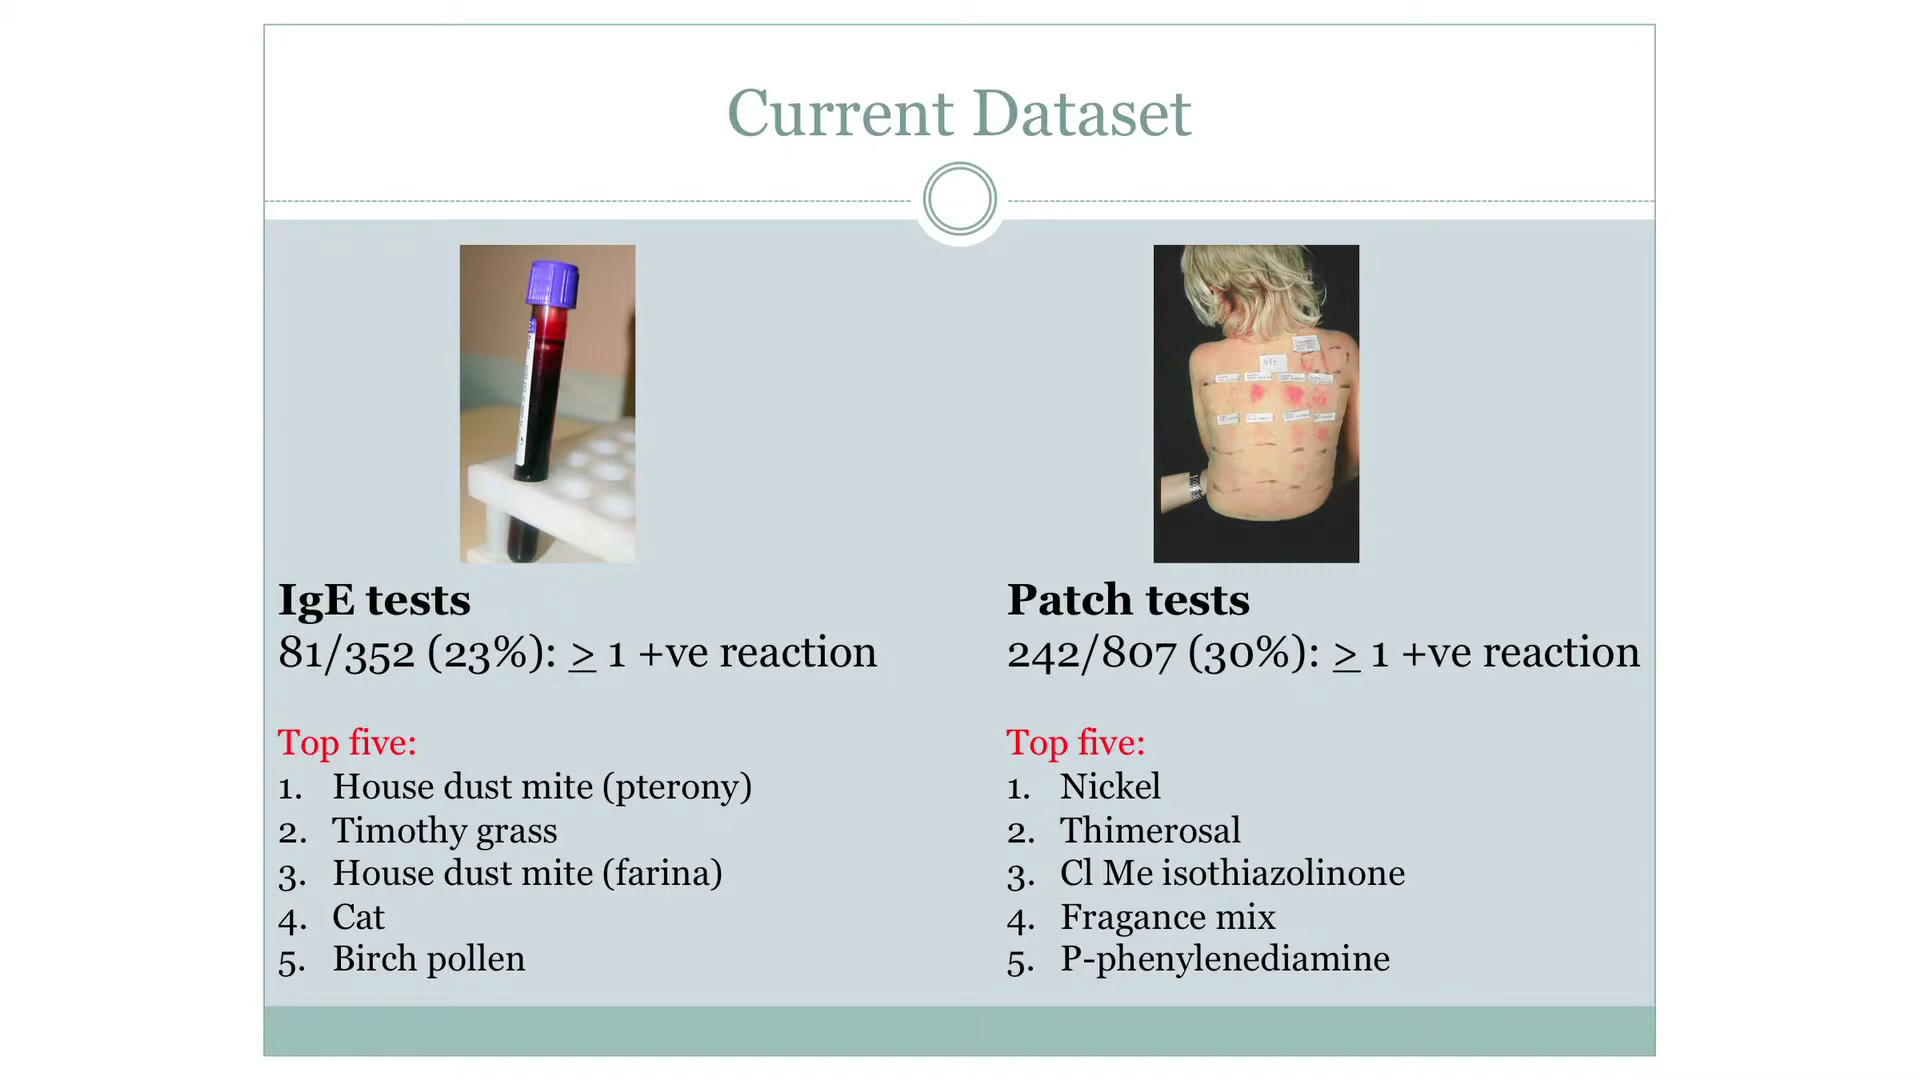 Current Dataset
IgE tests
81/352 (23%): ≥ 1 +ve reaction
Top five:
1. House dust mite (pterony)
2. Timothy grass
3. House dust mite (farina)
4. Cat
5. Birch pollen
Patch tests
242/807 (30%): ≥ 1 +ve reaction
Top five:
1. Nickel
2. Thimerosal
3. Cl Me isothiazolinone
4. Fragance mix
5. P-phenylenediamine